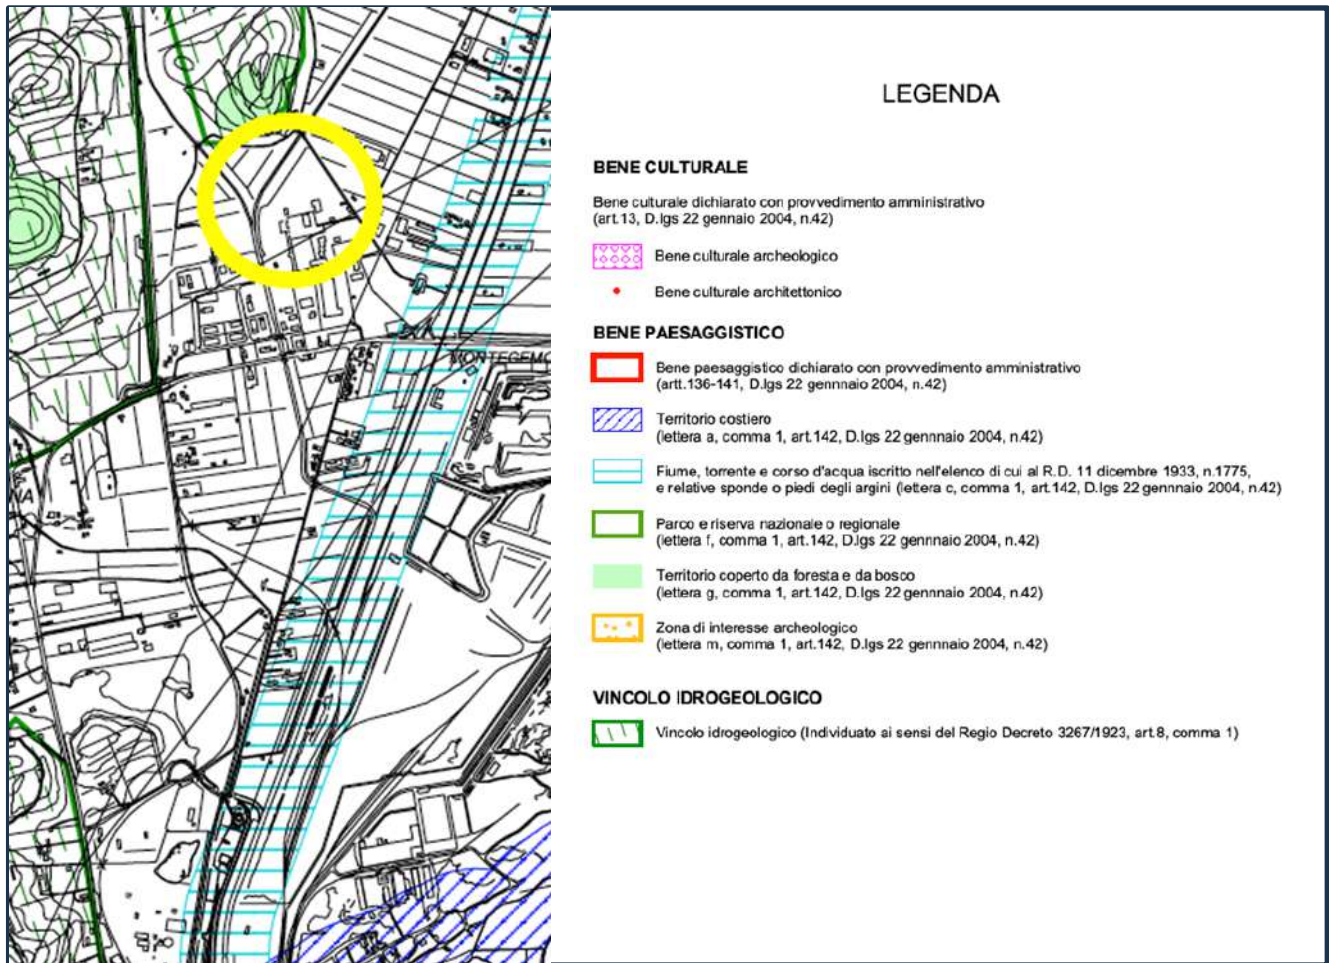 MONTEGEMO
NA
LEGENDA
BENE CULTURALE
Bene culturale dichiarato con provvedimento amministrativo
(art.13, D.lgs 22 gennaio 2004, n.42)
Bene culturale archeologico
Bene culturale architettonico
BENE PAESAGGISTICO
Bene paesaggistico dichiarato con provvedimento amministrativo
(artt.136-141, D.lgs 22 gennnaio 2004, n.42)
Territorio costiero
(lettera a, comma 1, art.142, D.lgs 22 gennnaio 2004, n.42)
Fiume, torrente e corso d'acqua iscritto nell'elenco di cui al R.D. 11 dicembre 1933, n.1775,
e relative sponde o piedi degli argini (lettera c, comma 1, art.142, D.lgs 22 gennnaio 2004, n.42)
Parco e riserva nazionale o regionale
(lettera f, comma 1, art.142, D.lgs 22 gennnaio 2004, n.42)
Territorio coperto da foresta e da bosco
(lettera g, comma 1, art.142, D.lgs 22 gennnaio 2004, n.42)
Zona di interesse archeologico
(lettera m, comma 1, art.142, D.lgs 22 gennnaio 2004, n.42)
VINCOLO IDROGEOLOGICO
Vincolo idrogeologico (Individuato ai sensi del Regio Decreto 3267/1923, art.8, comma 1)